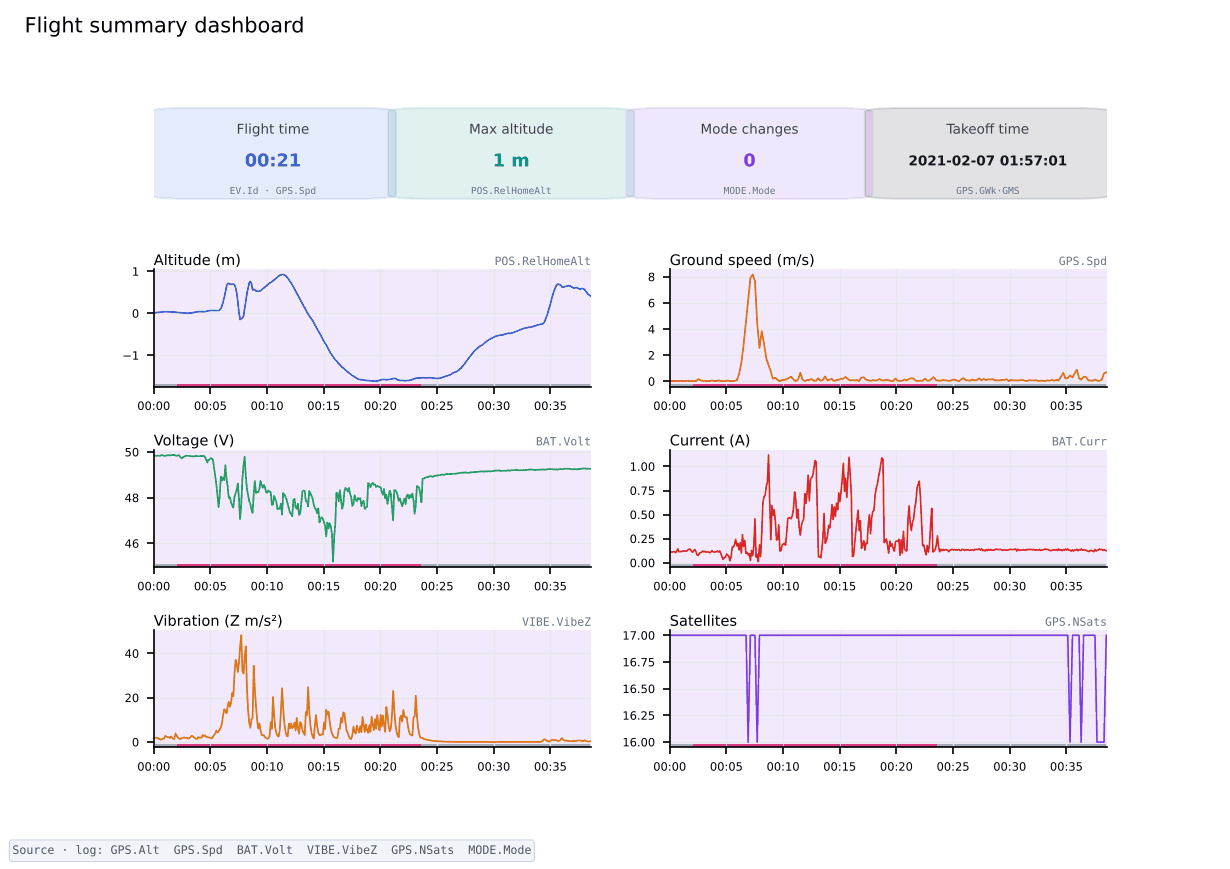 Flight summary dashboard
Flight time
00:21
EV.Id · GPS.Spd
Max altitude
1 m
POS.RelHomeAlt
Mode changes
0
MODE.Mode
Takeoff time
2021-02-07 01:57:01
GPS.GWk·GMS
Altitude (m) POS.RelHomeAlt
1
0
−1
00:00 00:05 00:10 00:15 00:20 00:25 00:30 00:35
Ground speed (m/s) GPS.Spd
8
6
4
2
0
00:00 00:05 00:10 00:15 00:20 00:25 00:30 00:35
Voltage (V) BAT.Volt
50
48
46
00:00 00:05 00:10 00:15 00:20 00:25 00:30 00:35
Current (A) BAT.Curr
1.00
0.75
0.50
0.25
0.00
00:00 00:05 00:10 00:15 00:20 00:25 00:30 00:35
Vibration (Z m/s²) VIBE.VibeZ
40
20
0
00:00 00:05 00:10 00:15 00:20 00:25 00:30 00:35
Satellites GPS.NSats
17.00
16.75
16.50
16.25
16.00
00:00 00:05 00:10 00:15 00:20 00:25 00:30 00:35
Source · log: GPS.Alt GPS.Spd BAT.Volt VIBE.VibeZ GPS.NSats MODE.Mode